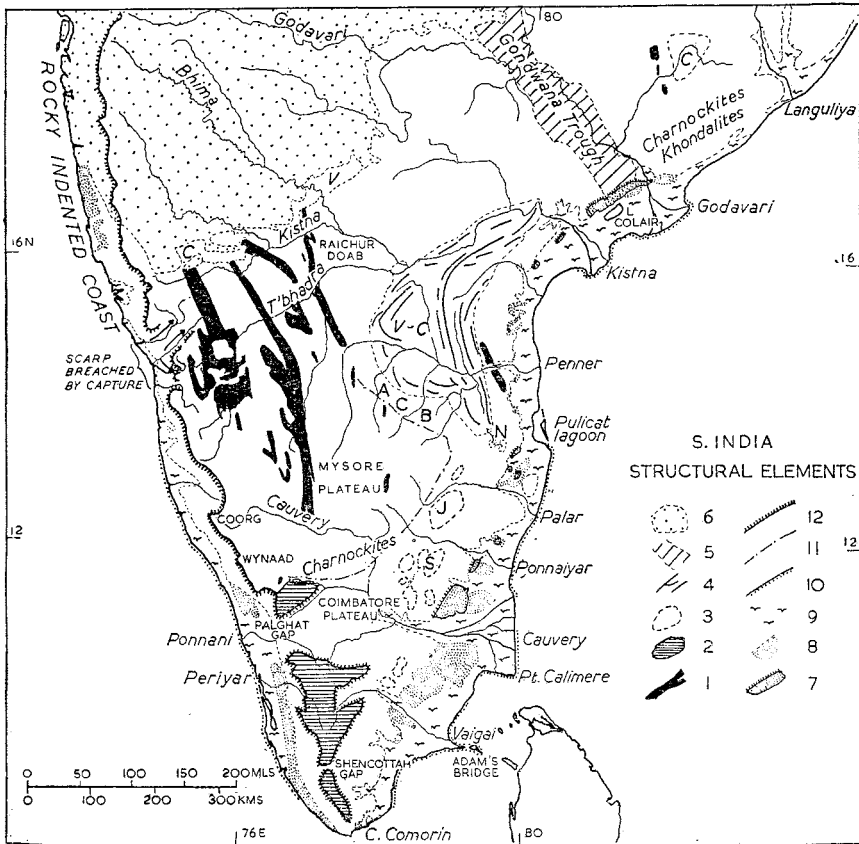 80
Godavari
Bhima
Gondwana Trough
C
Languliya
Charnockites
Khondalites
ROCKY INDENTED COAST
V
L
COLAIR
Godavari
16N
Kistna
RAICHUR
DOAB
16
C
Kistna
T'bhadra
V-C
SCARP
BREACHED
BY CAPTURE
Penner
A
C
B
N
Pulicat
lagoon
MYSORE
PLATEAU
S. INDIA
STRUCTURAL ELEMENTS
6
12
5
11
4
10
3
9
2
8
1
7
12
Cauvery
J
Palar
12
COORG
Charnockites
WYNAAD
S
Ponnaiyar
COIMBATORE
PLATEAU
PALGHAT
GAP
Ponnani
Cauvery
Periyar
Pt. Calimere
Vaigai
SHENCOTTAH
GAP
ADAM'S
BRIDGE
0 50 100 150 200 MLS
0 100 200 300 KMS
76E
C. Comorin
80